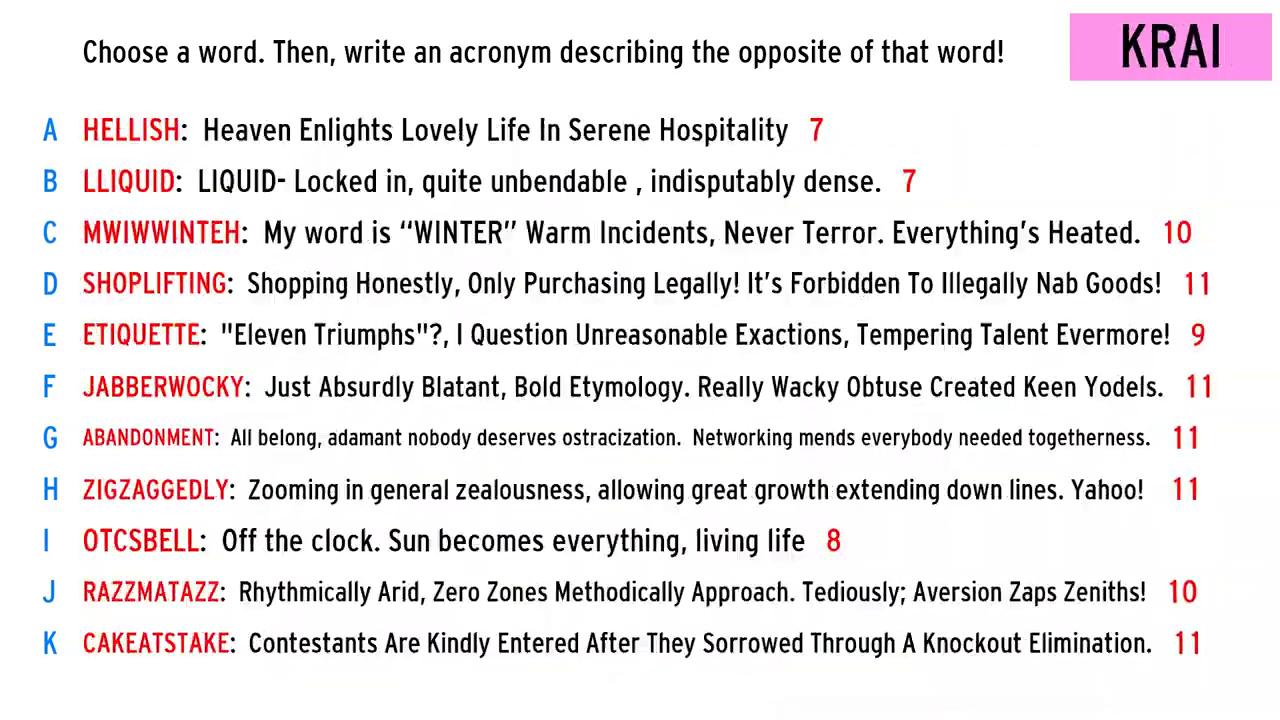 Choose a word. Then, write an acronym describing the opposite of that word!
KRAI
A HELLISH: Heaven Enlights Lovely Life In Serene Hospitality 7
B LLIQUID: LIQUID- Locked in, quite unbendable , indisputably dense. 7
C MWIWWINTEH: My word is “WINTER” Warm Incidents, Never Terror. Everything’s Heated. 10
D SHOPLIFTING: Shopping Honestly, Only Purchasing Legally! It’s Forbidden To Illegally Nab Goods! 11
E ETIQUETTE: "Eleven Triumphs"?, I Question Unreasonable Exactions, Tempering Talent Evermore! 9
F JABBERWOCKY: Just Absurdly Blatant, Bold Etymology. Really Wacky Obtuse Created Keen Yodels. 11
G ABANDONMENT: All belong, adamant nobody deserves ostracization. Networking mends everybody needed togetherness. 11
H ZIGZAGGEDLY: Zooming in general zealousness, allowing great growth extending down lines. Yahoo! 11
I OTCSBELL: Off the clock. Sun becomes everything, living life 8
J RAZZMATAZZ: Rhythmically Arid, Zero Zones Methodically Approach. Tediously; Aversion Zaps Zeniths! 10
K CAKEATSTAKE: Contestants Are Kindly Entered After They Sorrowed Through A Knockout Elimination. 11